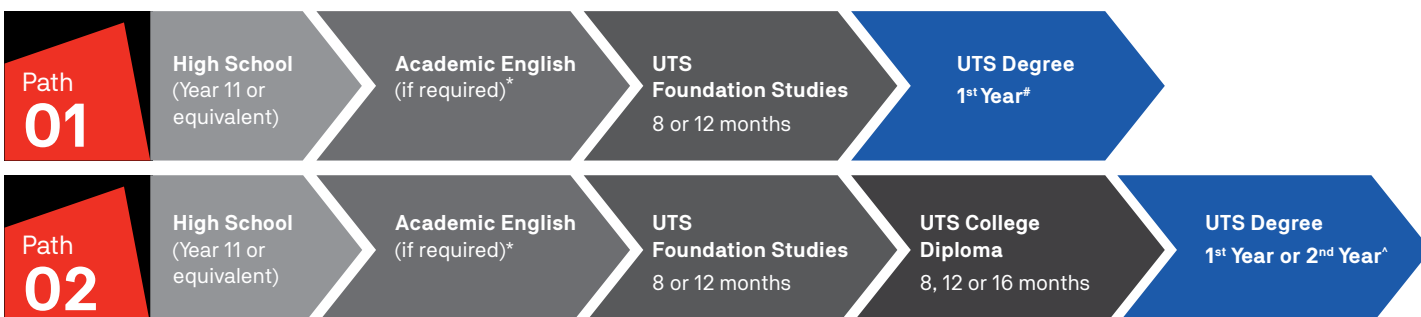 Path
01
High School
(Year 11 or
equivalent)
Academic English
(if required)*
UTS
Foundation Studies
8 or 12 months
UTS Degree
1st Year#
Path
02
High School
(Year 11 or
equivalent)
Academic English
(if required)*
UTS
Foundation Studies
8 or 12 months
UTS College
Diploma
8, 12 or 16 months
UTS Degree
1st Year or 2nd Year^